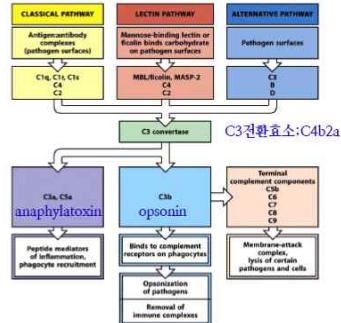 CLASSICAL PATHWAY
LECTIN PATHWAY
ALTERNATIVE PATHWAY
Antigen:antibody
complexes
(pathogen surfaces)
Mannose-binding lectin or
ficolin binds carbohydrate
on pathogen surfaces
Pathogen surfaces
C1q, C1r, C1s
C4
C2
MBL/ficolin, MASP-2
C4
C2
C3
B
D
C3 convertase
C3전환효소;C4b2a
C3a, C5a
anaphylatoxin
C3b
opsonin
Terminal
complement components
C5b
C6
C7
C8
C9
Peptide mediators
of inflammation,
phagocyte recruitment
Binds to complement
receptors on phagocytes
Membrane-attack
complex,
lysis of certain
pathogens and cells
Opsonization
of pathogens
Removal of
immune complexes